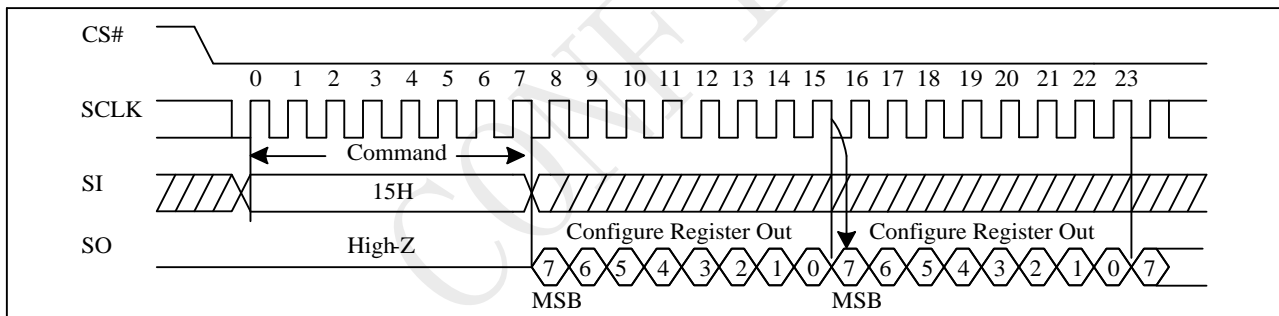 CS#
0 1 2 3 4 5 6 7 8 9 10 11 12 13 14 15 16 17 18 19 20 21 22 23
SCLK
Command
SI
15H
SO
High-Z
Configure Register Out
Configure Register Out
7 6 5 4 3 2 1 0 7 6 5 4 3 2 1 0 7
MSB
MSB